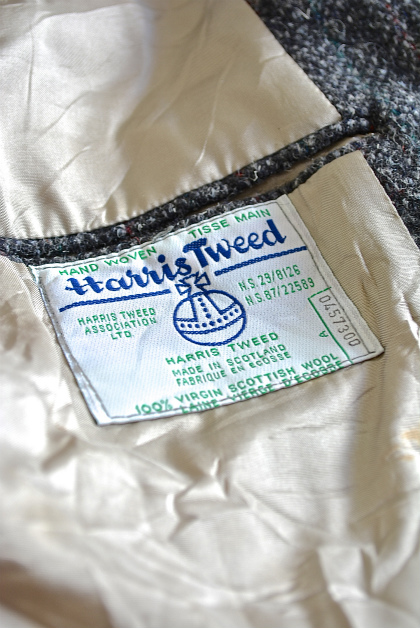 HAND WOVEN TISSE MAIN
Harris Tweed
HARRIS TWEED
ASSOCIATION
LTD.
N.S. 29/8126
N.S. 87/22589
0L57300
A
HARRIS TWEED
MADE IN SCOTLAND
FABRIQUE EN ECOSSE
100% VIRGIN SCOTTISH WOOL
LAINE VIERGE D'ECOSSE